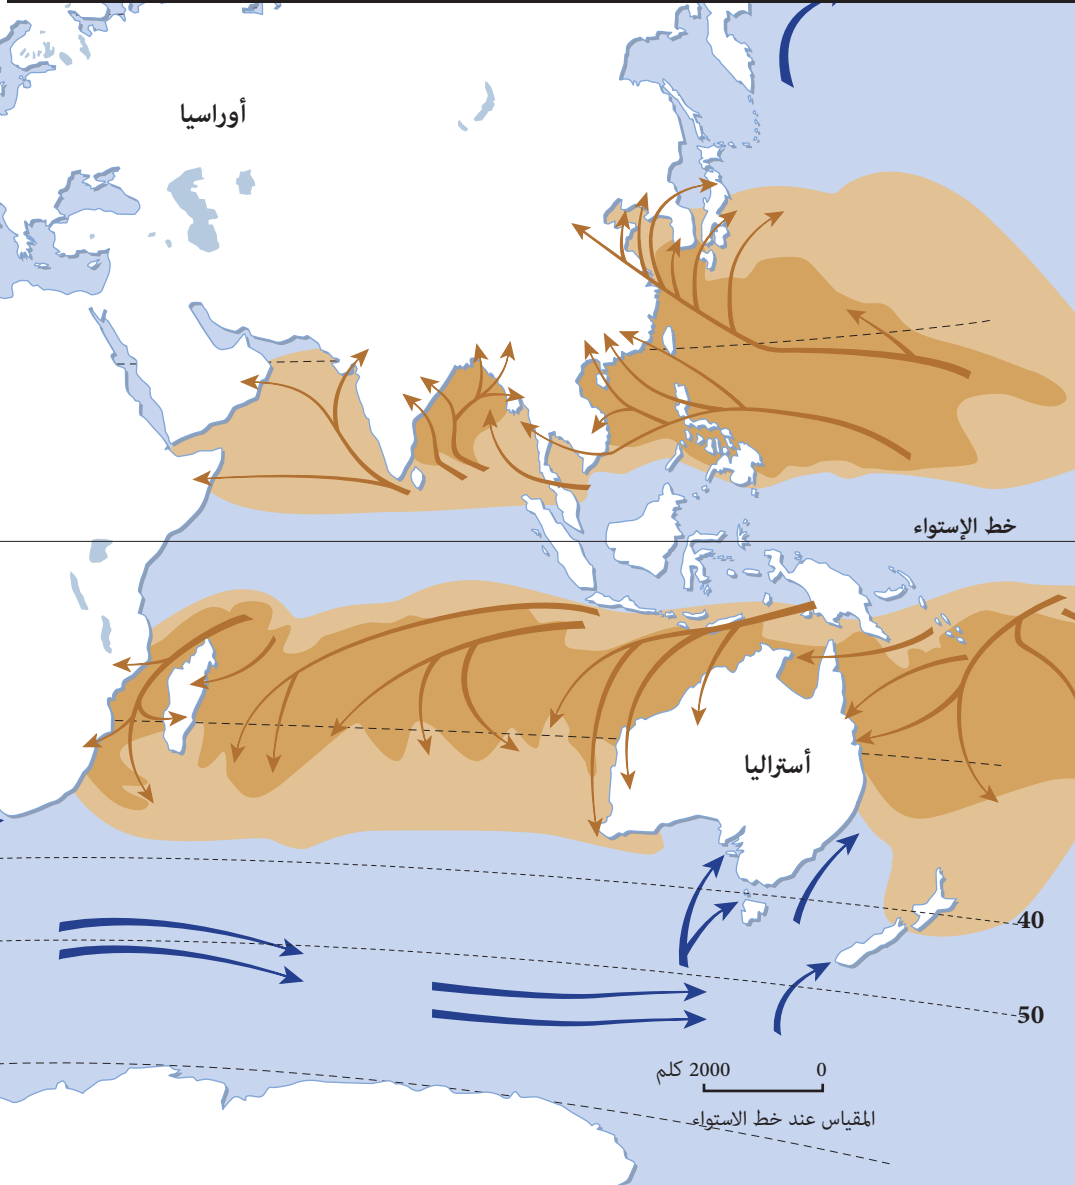 أوراسيا
خط الإستواء
أستراليا
40
50
0 2000 كلم
المقياس عند خط الاستواء